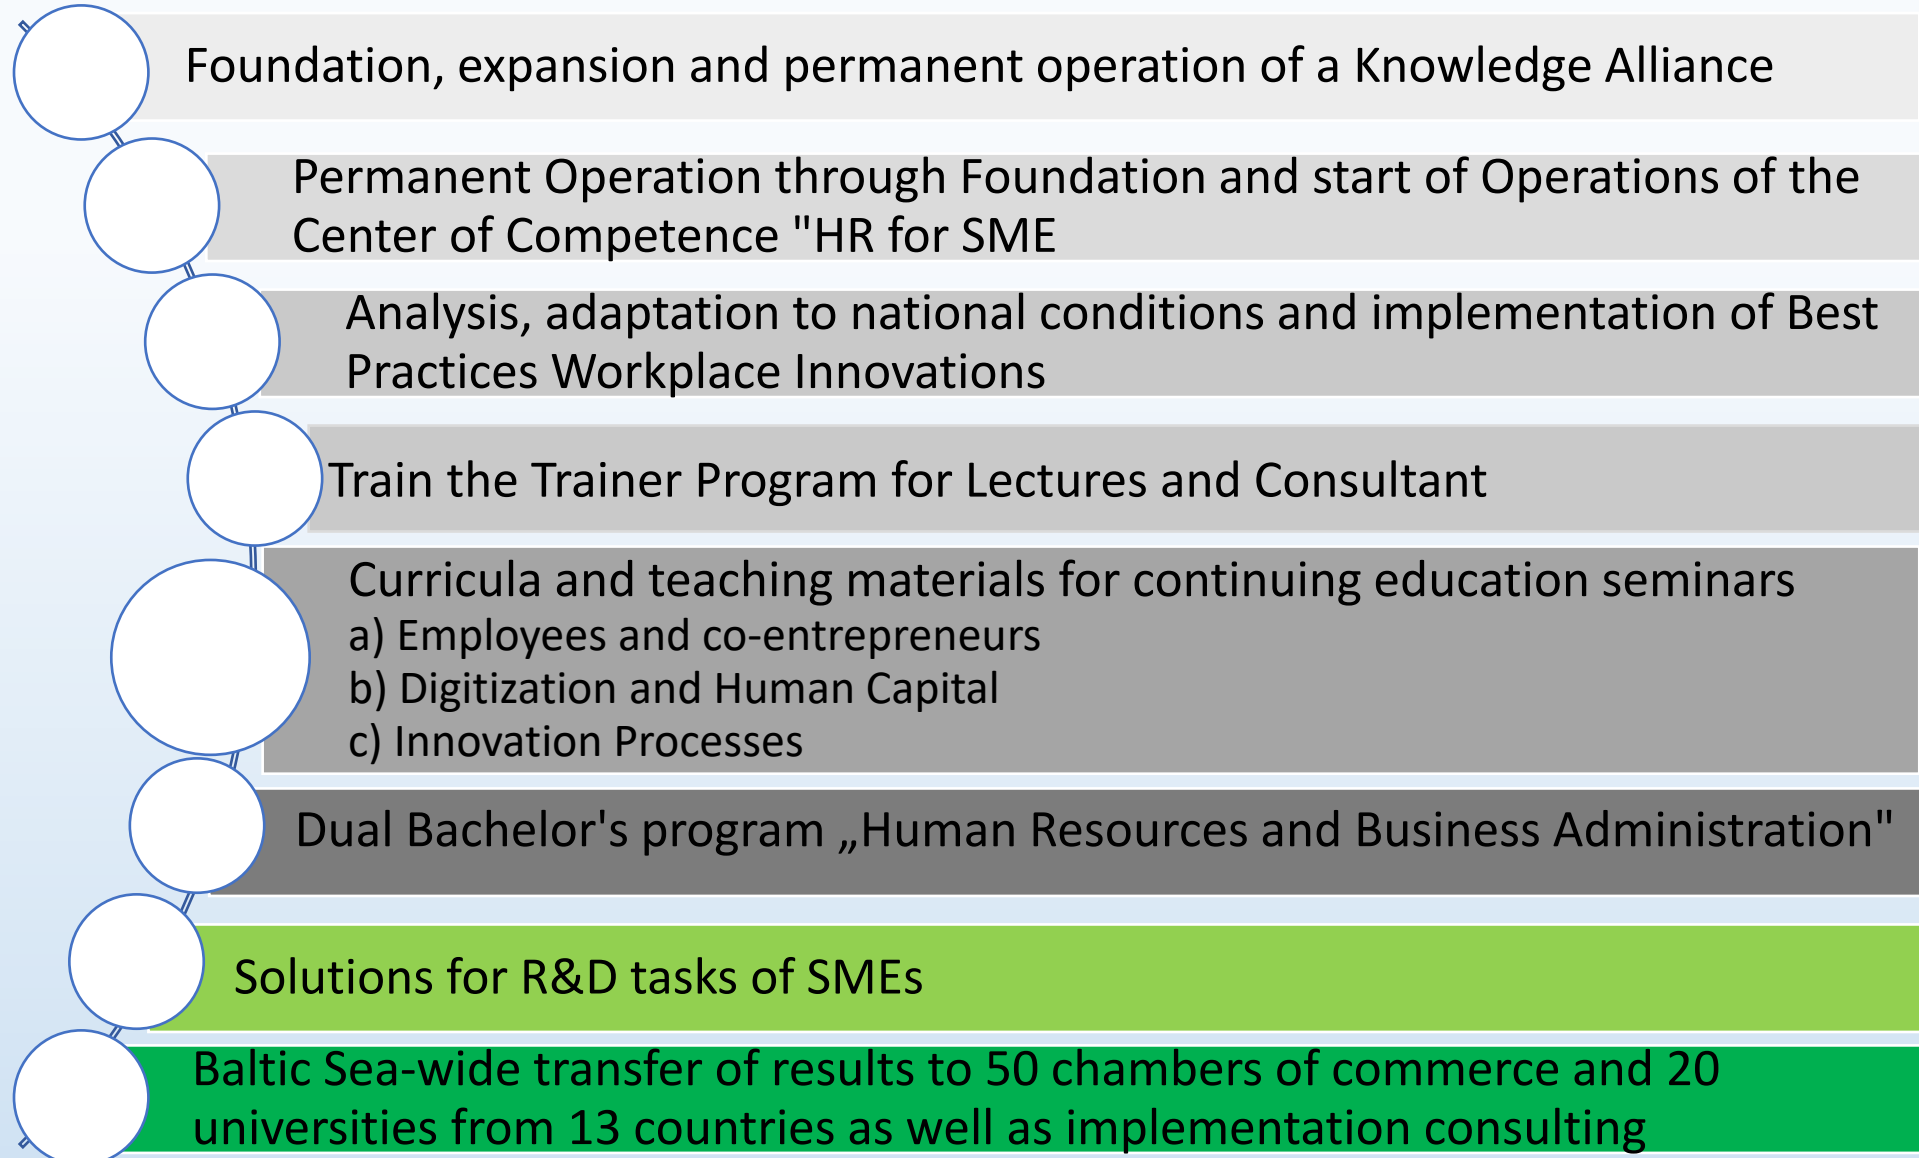 Foundation, expansion and permanent operation of a Knowledge Alliance
Permanent Operation through Foundation and start of Operations of the
Center of Competence "HR for SME
Analysis, adaptation to national conditions and implementation of Best
Practices Workplace Innovations
Train the Trainer Program for Lectures and Consultant
Curricula and teaching materials for continuing education seminars
a) Employees and co-entrepreneurs
b) Digitization and Human Capital
c) Innovation Processes
Dual Bachelor's program „Human Resources and Business Administration"
Solutions for R&D tasks of SMEs
Baltic Sea-wide transfer of results to 50 chambers of commerce and 20
universities from 13 countries as well as implementation consulting